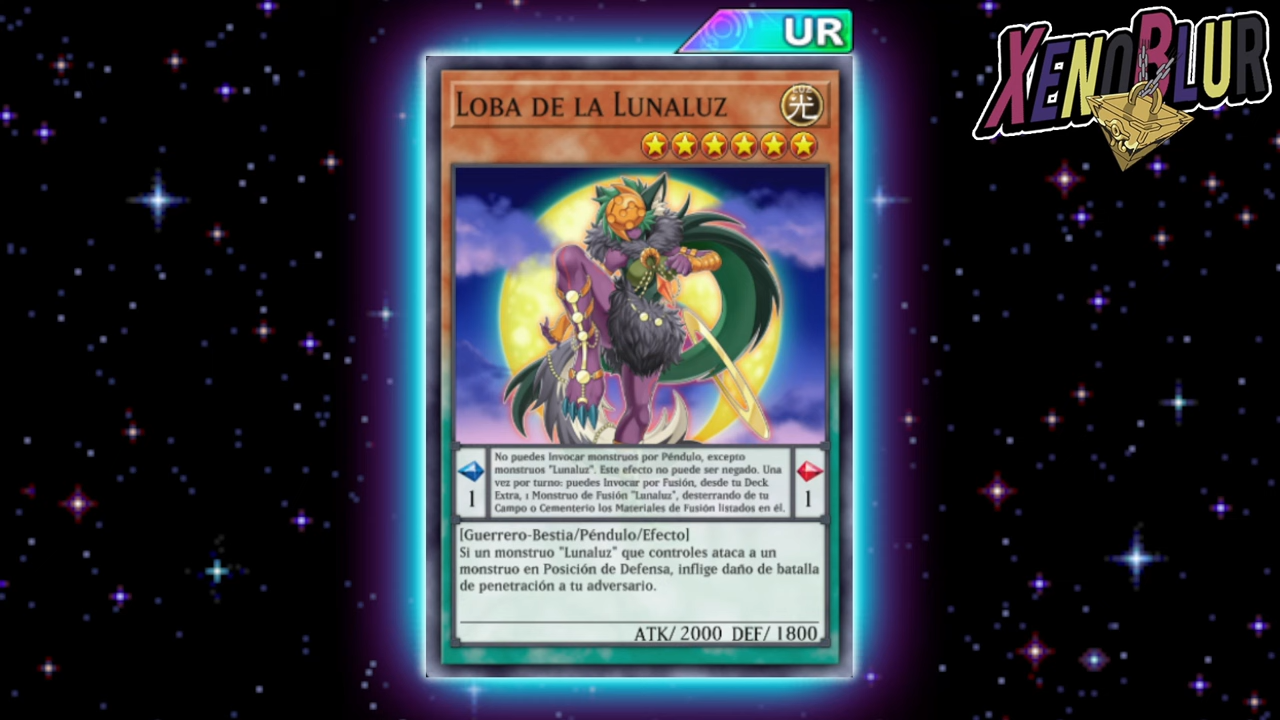 UR
XENOBLUR
LOBA DE LA LUNALUZ
LUZ
光
No puedes Invocar monstruos por Péndulo, excepto
monstruos "Lunaluz". Este efecto no puede ser negado. Una
vez por turno: puedes Invocar por Fusión, desde tu Deck
Extra, 1 Monstruo de Fusión "Lunaluz", desterrando de tu
Campo o Cementerio los Materiales de Fusión listados en él.
1
1
[Guerrero-Bestia/Péndulo/Efecto]
Si un monstruo "Lunaluz" que controles ataca a un
monstruo en Posición de Defensa, inflige daño de batalla
de penetración a tu adversario.
ATK/ 2000 DEF/ 1800